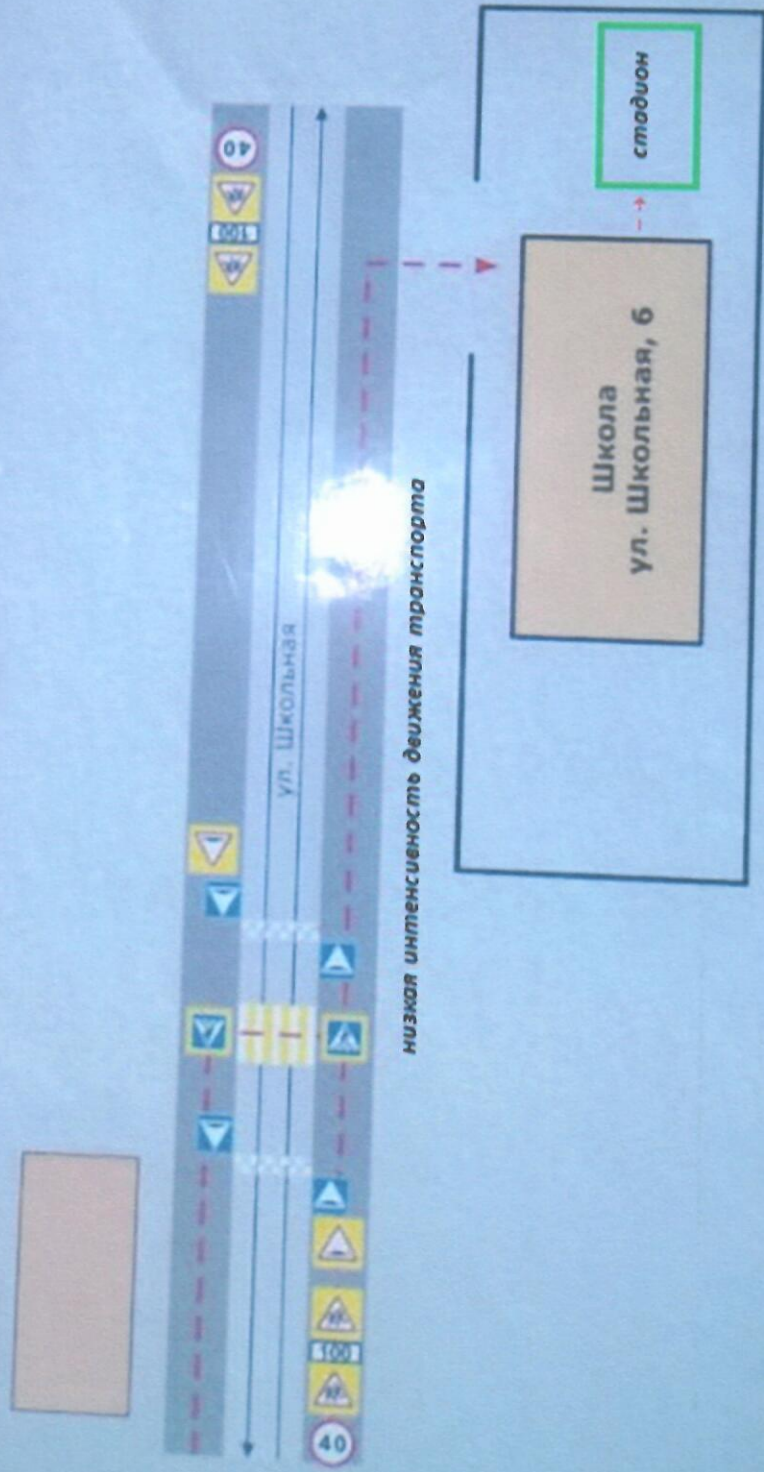 40
100
ул. Школьная
низкая интенсивность движения транспорта
100
40
стадион
Школа
ул. Школьная, 6